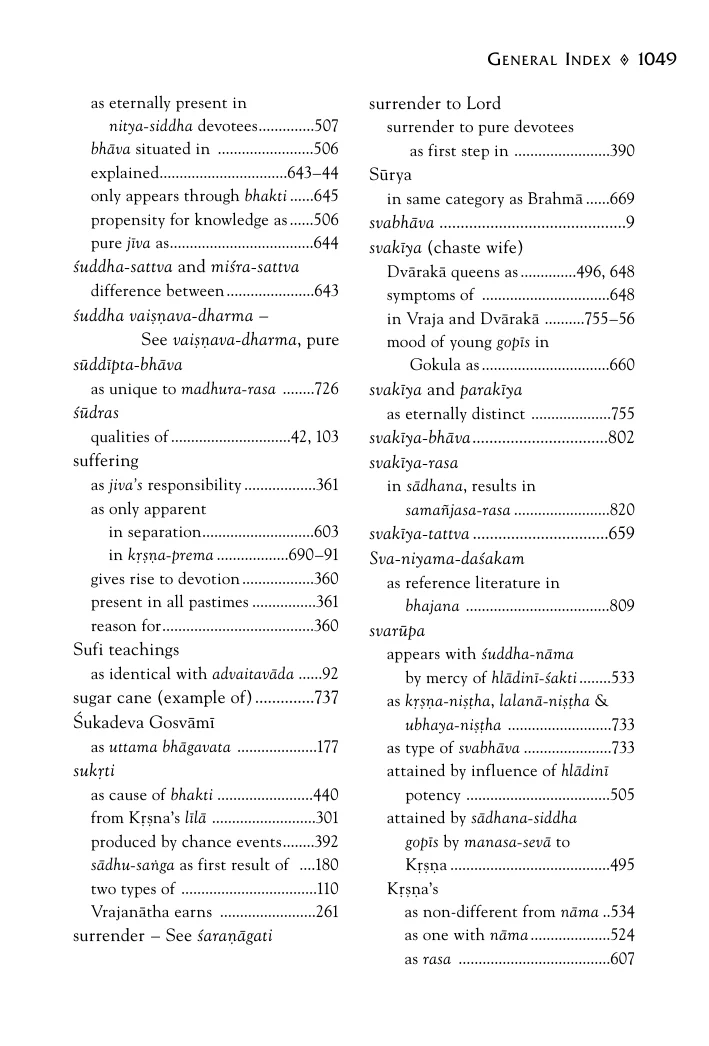 GENERAL INDEX ◈ 1049
as eternally present in
nitya-siddha devotees..............507
bhāva situated in ........................506
explained................................643–44
only appears through bhakti ......645
propensity for knowledge as......506
pure jīva as....................................644
śuddha-sattva and miśra-sattva
difference between......................643
śuddha vaiṣṇava-dharma –
See vaiṣṇava-dharma, pure
sūddīpta-bhāva
as unique to madhura-rasa ........726
śūdras
qualities of..............................42, 103
suffering
as jiva's responsibility..................361
as only apparent
in separation............................603
in kṛṣṇa-prema ..................690–91
gives rise to devotion..................360
present in all pastimes ................361
reason for......................................360
Sufi teachings
as identical with advaitavāda ......92
sugar cane (example of)..............737
Śukadeva Gosvāmī
as uttama bhāgavata ....................177
sukṛti
as cause of bhakti ........................440
from Kṛṣṇa's līlā ..........................301
produced by chance events........392
sādhu-saṅga as first result of ....180
two types of ..................................110
Vrajanātha earns ........................261
surrender – See śaraṇāgati
surrender to Lord
surrender to pure devotees
as first step in ........................390
Sūrya
in same category as Brahmā ......669
svabhāva ..........................................9
svakīya (chaste wife)
Dvārakā queens as..............496, 648
symptoms of ................................648
in Vraja and Dvārakā ..........755–56
mood of young gopīs in
Gokula as................................660
svakīya and parakīya
as eternally distinct ....................755
svakīya-bhāva..............................802
svakīya-rasa
in sādhana, results in
samañjasa-rasa ........................820
svakīya-tattva ..............................659
Sva-niyama-daśakam
as reference literature in
bhajana ....................................809
svarūpa
appears with śuddha-nāma
by mercy of hlādinī-śakti........533
as kṛṣṇa-niṣṭha, lalanā-niṣṭha &
ubhaya-niṣṭha ..........................733
as type of svabhāva ......................733
attained by influence of hlādinī
potency ....................................505
attained by sādhana-siddha
gopīs by manasa-sevā to
Kṛṣṇa ........................................495
Kṛṣṇa's
as non-different from nāma ..534
as one with nāma....................524
as rasa ......................................607